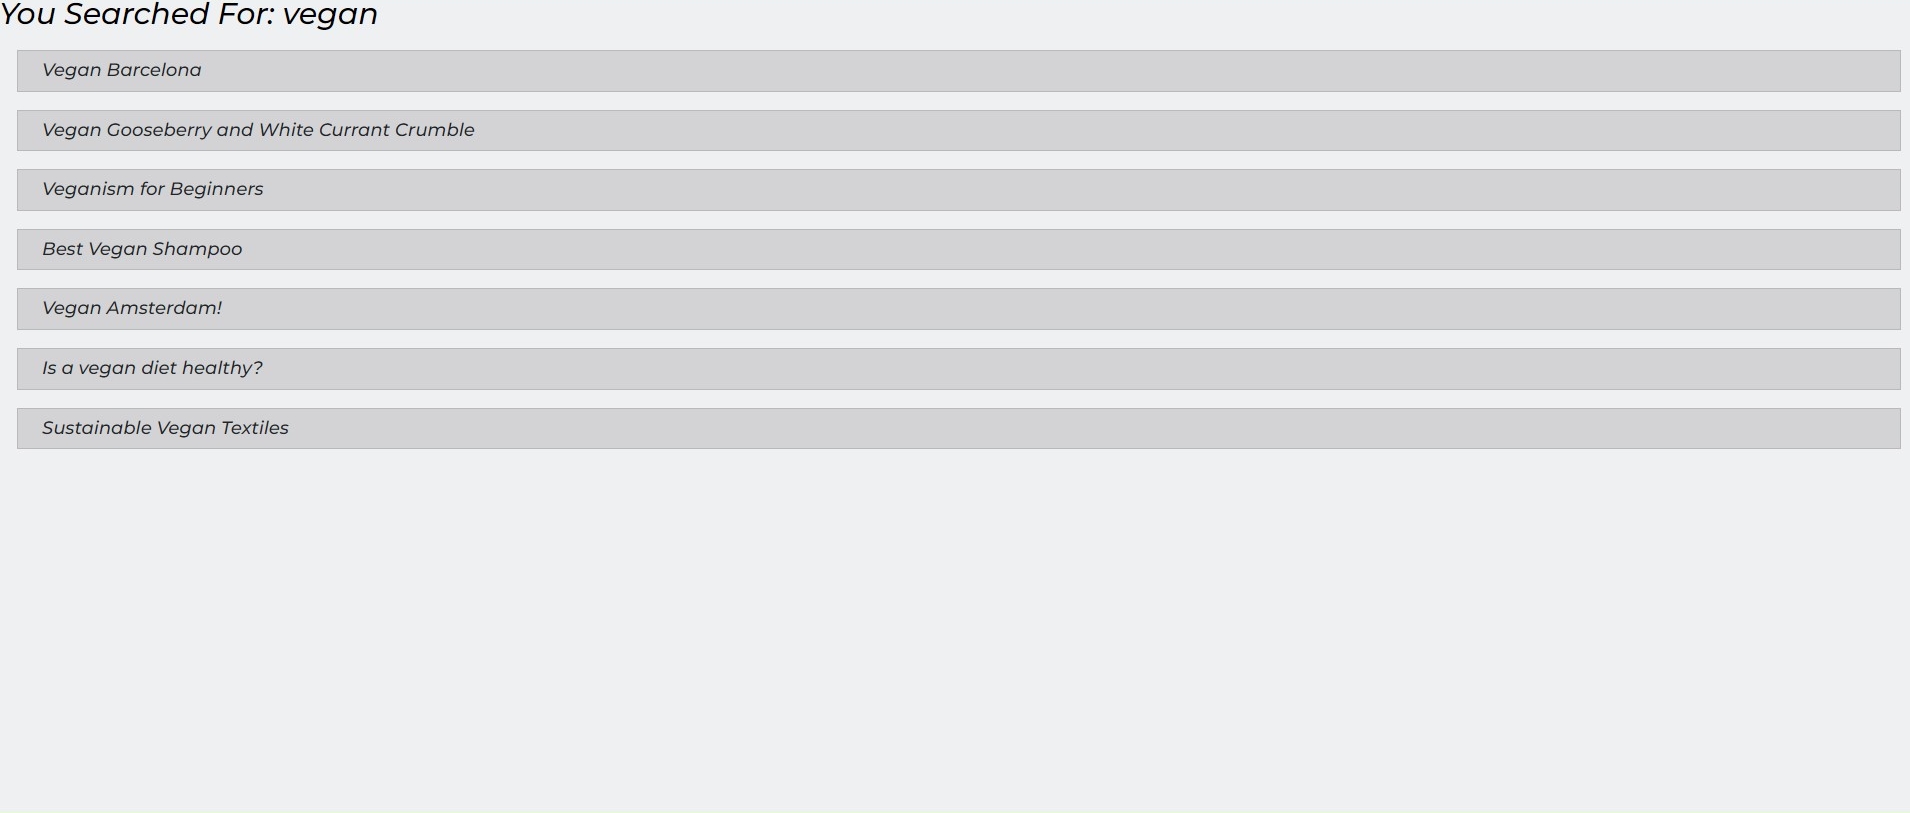 You Searched For: vegan
Vegan Barcelona
Vegan Gooseberry and White Currant Crumble
Veganism for Beginners
Best Vegan Shampoo
Vegan Amsterdam!
Is a vegan diet healthy?
Sustainable Vegan Textiles